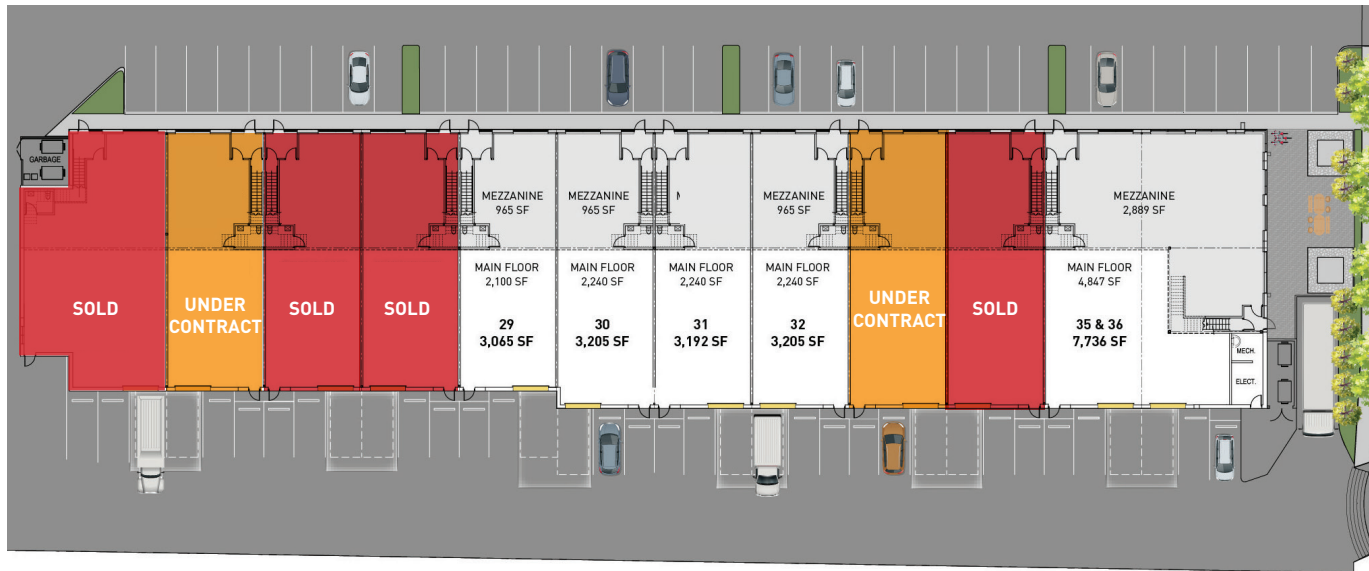 GARBAGE
MEZZANINE
965 SF
MEZZANINE
965 SF
M
MEZZANINE
965 SF
MEZZANINE
2,889 SF
SOLD
UNDER
CONTRACT
SOLD
SOLD
MAIN FLOOR
2,100 SF
29
3,065 SF
MAIN FLOOR
2,240 SF
30
3,205 SF
MAIN FLOOR
2,240 SF
31
3,192 SF
MAIN FLOOR
2,240 SF
32
3,205 SF
UNDER
CONTRACT
SOLD
MAIN FLOOR
4,847 SF
35 & 36
7,736 SF
MECH.
ELECT.